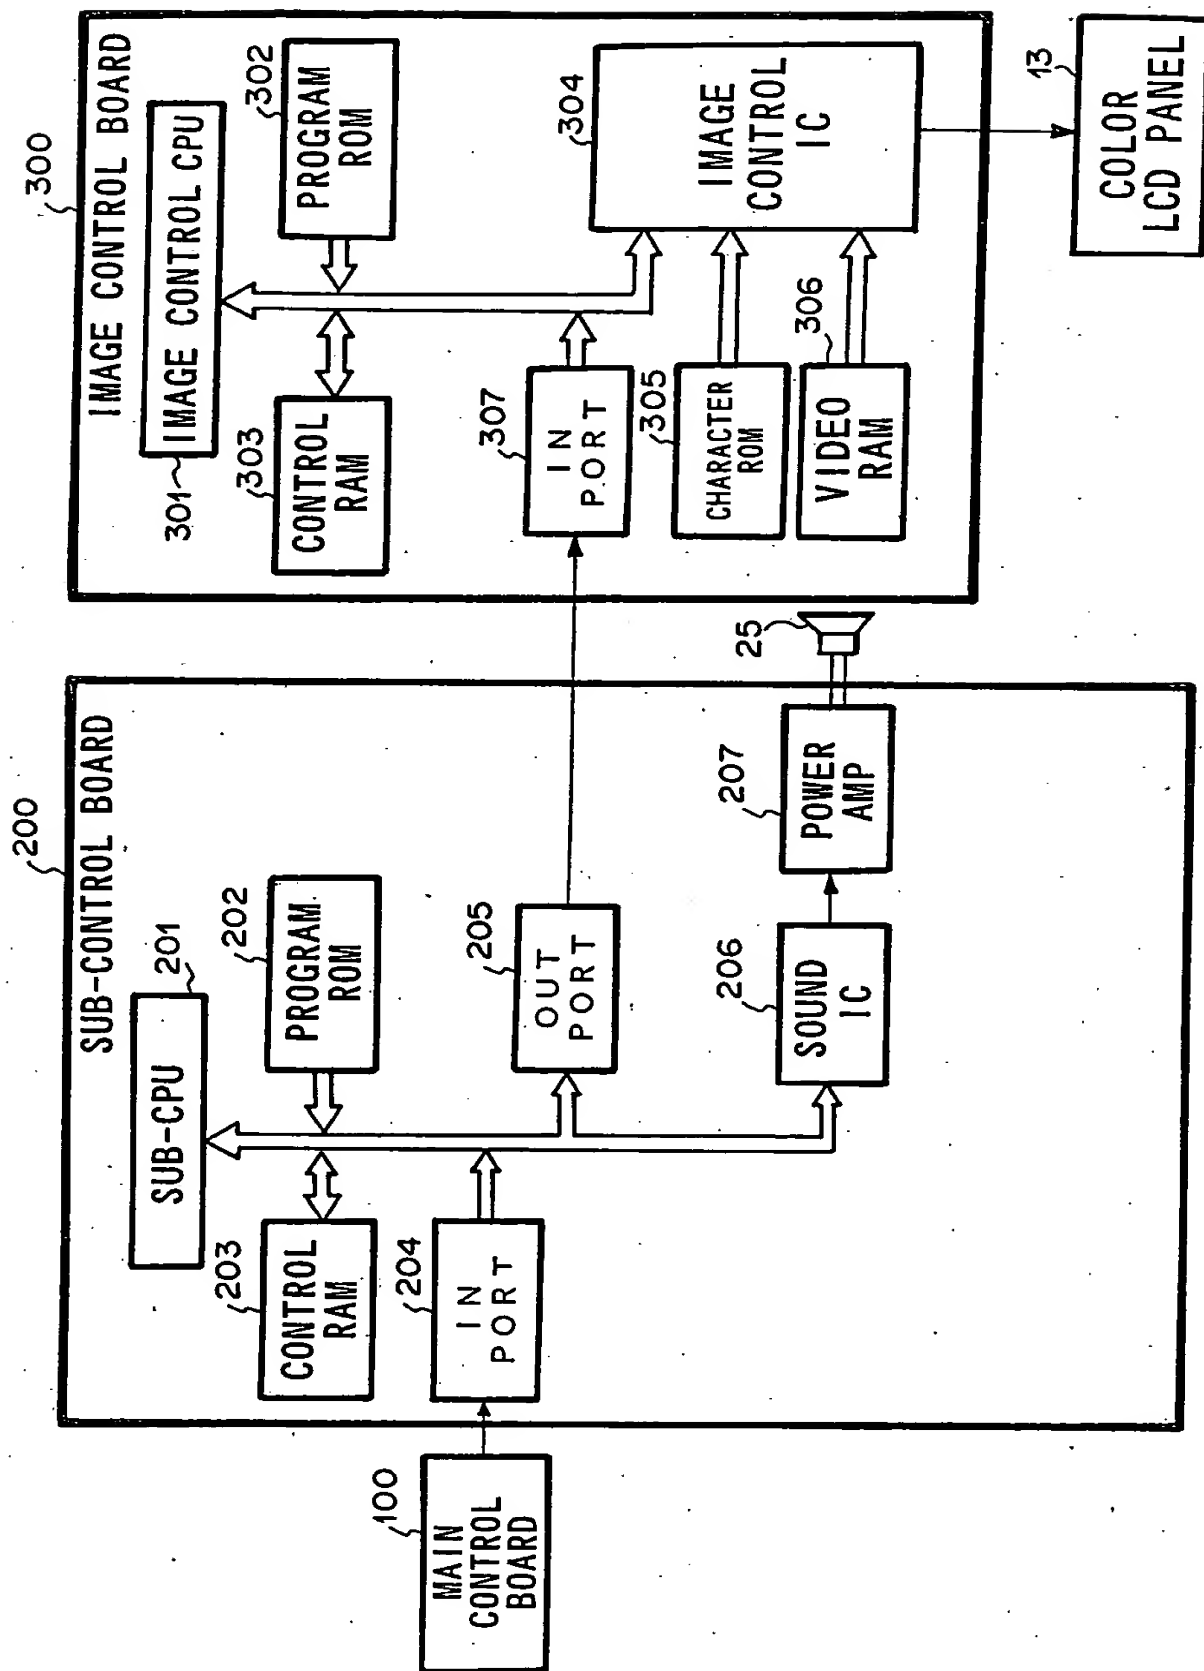 200
SUB-CONTROL BOARD
SUB-CPU
201
203
CONTROL
RAM
202
PROGRAM
ROM
204
IN
PORT
205
OUT
PORT
100
MAIN
CONTROL
BOARD
206
SOUND
IC
207
POWER
AMP
25
300
IMAGE CONTROL BOARD
301
IMAGE CONTROL CPU
303
CONTROL
RAM
302
PROGRAM
ROM
307
IN
PORT
304
IMAGE
CONTROL
IC
305
CHARACTER
ROM
306
VIDEO
RAM
13
COLOR
LCD PANEL